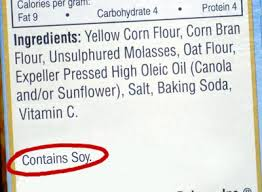 Calories per gram:
Fat 9 • Carbohydrate 4 • Protein 4
Ingredients: Yellow Corn Flour, Corn Bran
Flour, Unsulphured Molasses, Oat Flour,
Expeller Pressed High Oleic Oil (Canola
and/or Sunflower), Salt, Baking Soda,
Vitamin C.
Contains Soy.